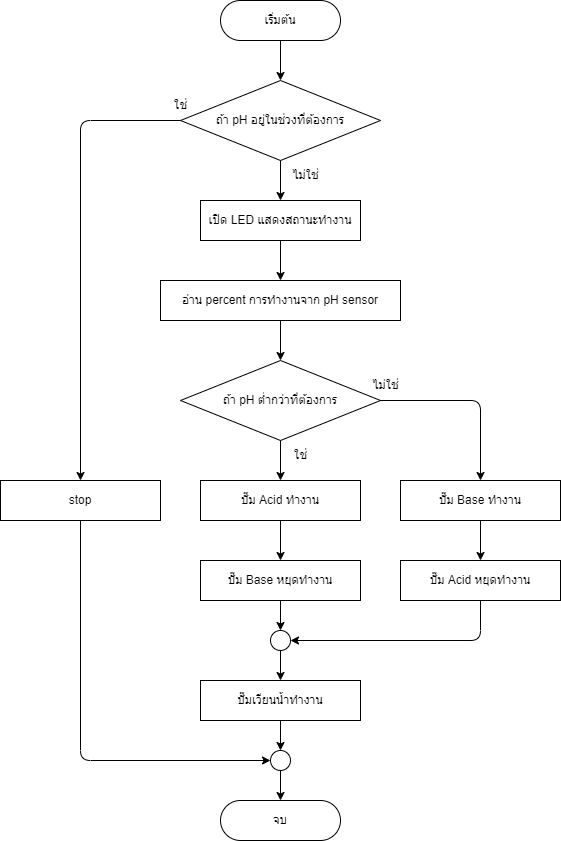 เริ่มต้น
ใช่
ถ้า pH อยู่ในช่วงที่ต้องการ
ไม่ใช่
เปิด LED แสดงสถานะทำงาน
อ่าน percent การทำงานจาก pH sensor
ไม่ใช่
ถ้า pH ต่ำกว่าที่ต้องการ
ใช่
stop
ปั๊ม Acid ทำงาน
ปั๊ม Base ทำงาน
ปั๊ม Base หยุดทำงาน
ปั๊ม Acid หยุดทำงาน
ปั๊มเวียนน้ำทำงาน
จบ